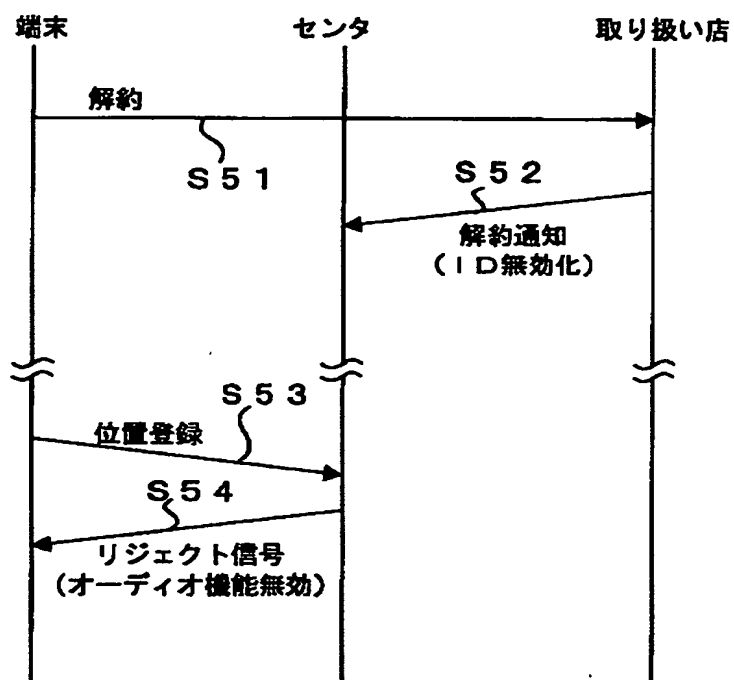 端末
センタ
取り扱い店
解約
S51
S52
解約通知
(ID無効化)
S53
位置登録
S54
リジェクト信号
(オーディオ機能無効)